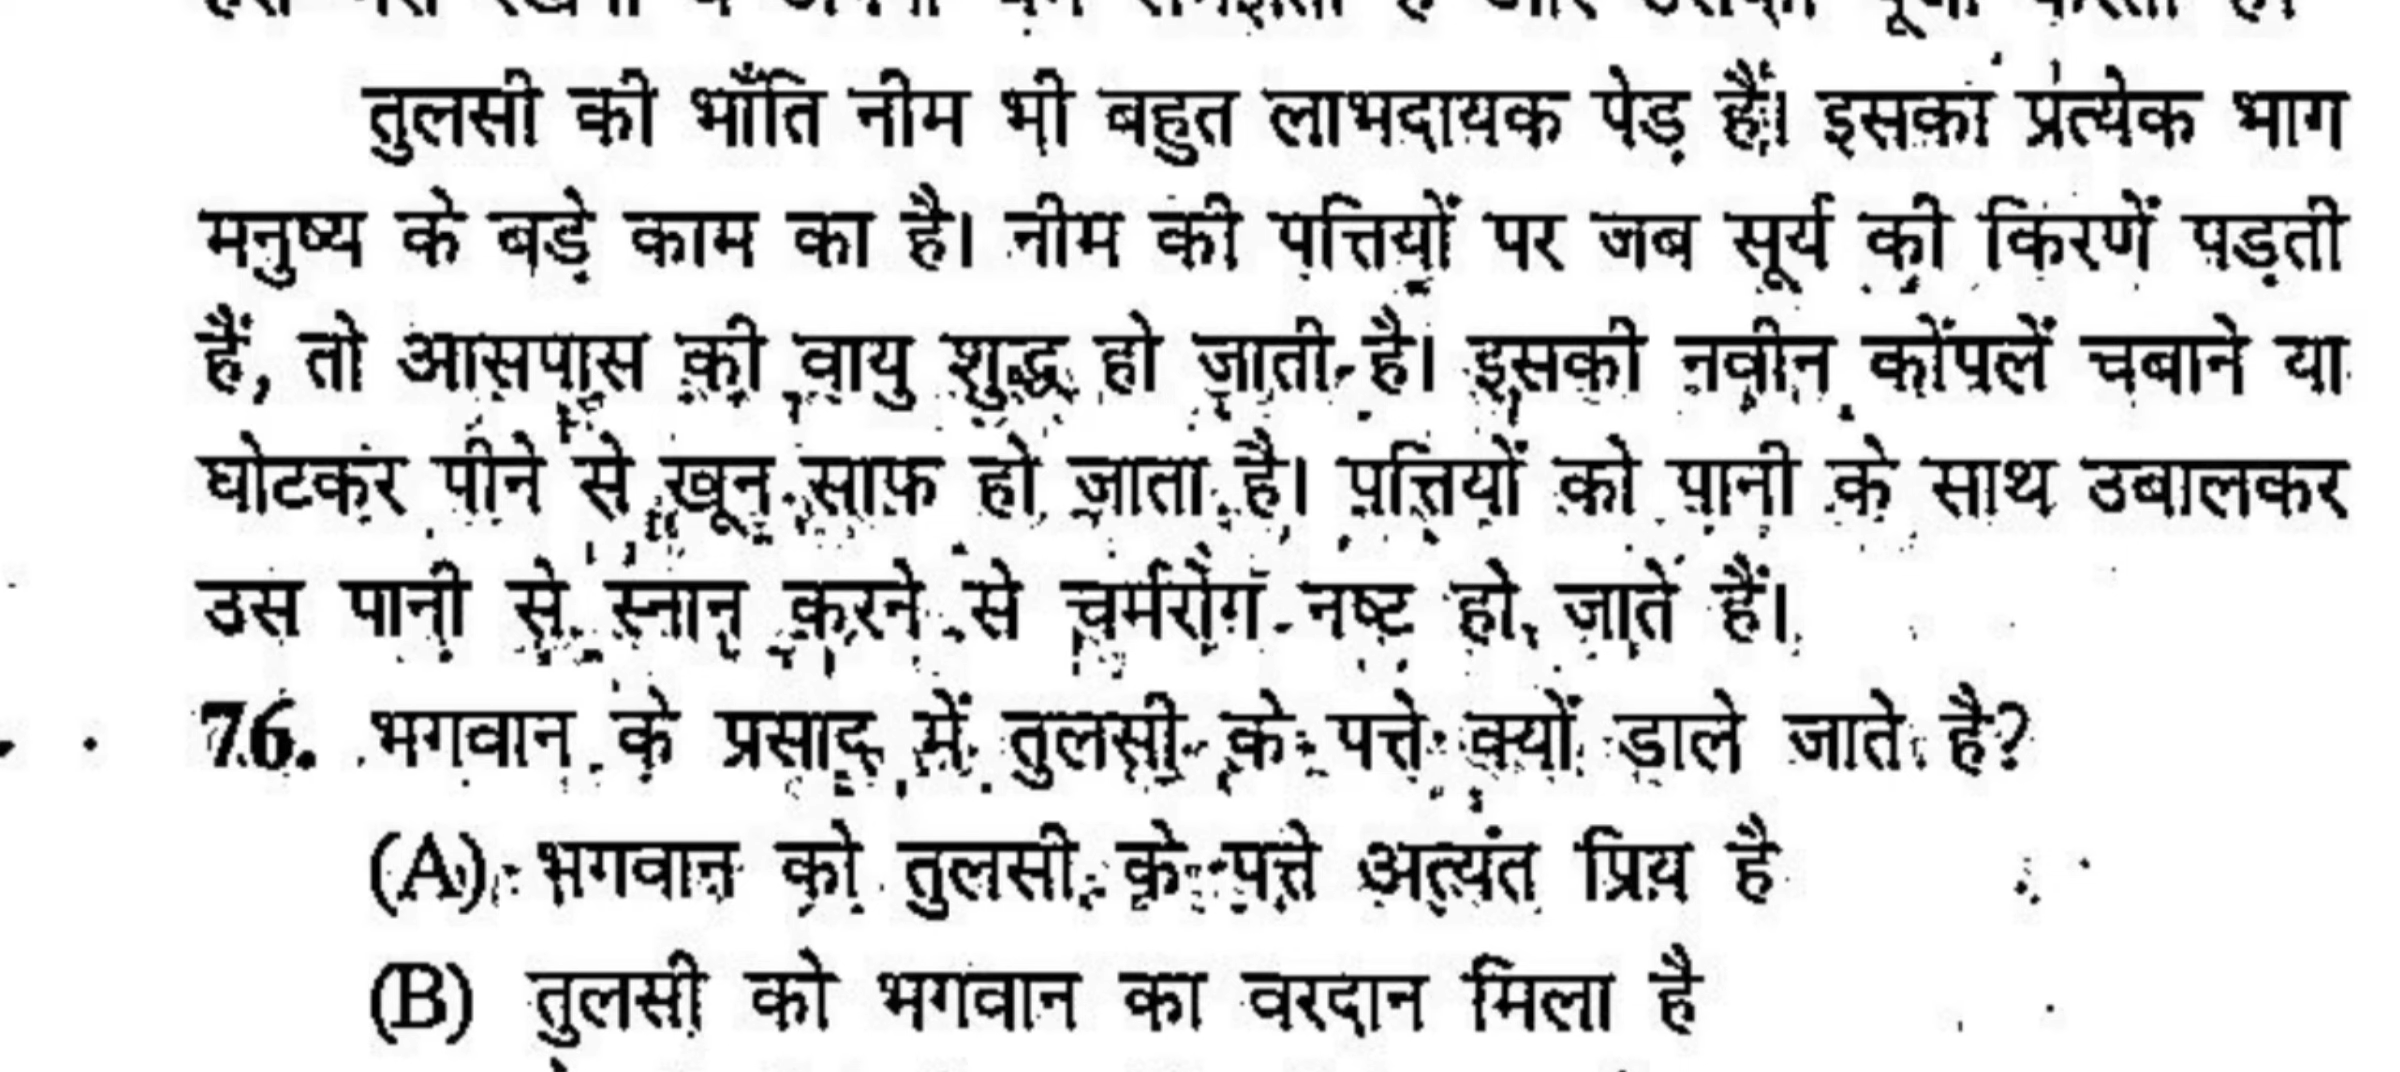 तुलसी की भाँति नीम भी बहुत लाभदायक पेड़ हैं। इसका प्रत्येक भाग
मनुष्य के बड़े काम का है। नीम की पत्तियों पर जब सूर्य की किरणें पड़ती
हैं, तो आसपास की वायु शुद्ध हो जाती है। इसकी नवीन कोंपलें चबाने या
घोटकर पीने से खून साफ़ हो जाता है। पत्तियों को पानी के साथ उबालकर
उस पानी से स्नान करने से चर्मरोग नष्ट हो जाते हैं।
76. भगवान के प्रसाद में तुलसी के पत्ते क्यों डाले जाते है?
(A) भगवान को तुलसी के पत्ते अत्यंत प्रिय है
(B) तुलसी को भगवान का वरदान मिला है